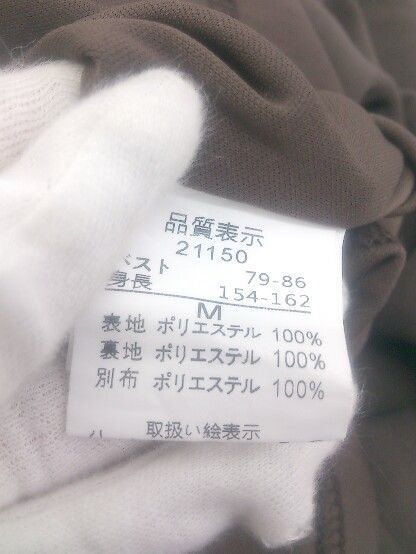 品質表示
21150
バスト 79-86
身長 154-162
M
表地 ポリエステル 100%
裏地 ポリエステル 100%
別布 ポリエステル 100%
取扱い絵表示